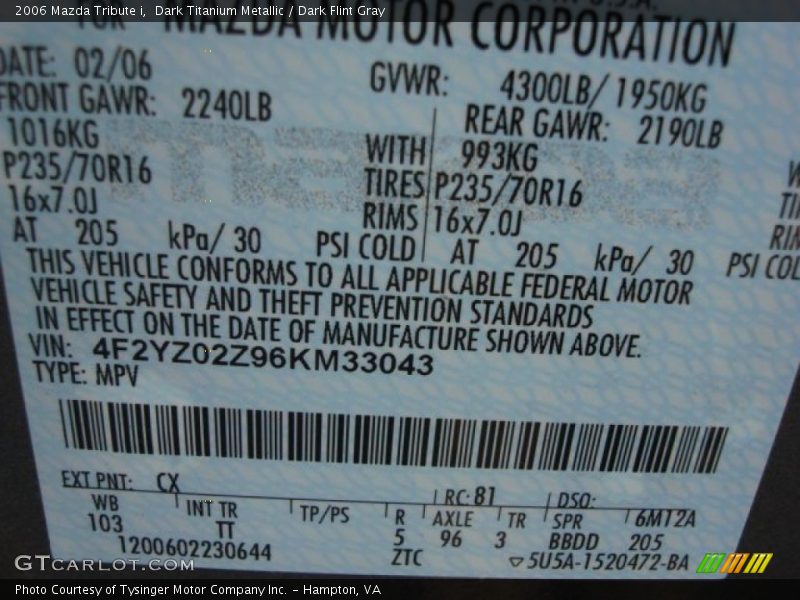 2006 Mazda Tribute i,  Dark Titanium Metallic / Dark Flint Gray
MAZDA MOTOR CORPORATION
DATE: 02/06 GVWR: 4300LB/ 1950KG
FRONT GAWR: 2240LB REAR GAWR: 2190LB
1016KG WITH 993KG
P235/70R16 TIRES P235/70R16
16x7.0J RIMS 16x7.0J
AT 205 kPa/ 30 PSI COLD AT 205 kPa/ 30 PSI COL
THIS VEHICLE CONFORMS TO ALL APPLICABLE FEDERAL MOTOR
VEHICLE SAFETY AND THEFT PREVENTION STANDARDS
IN EFFECT ON THE DATE OF MANUFACTURE SHOWN ABOVE.
VIN: 4F2YZ02Z96KM33043
TYPE: MPV
EXT PNT: CX RC: 81 DSO:
WB INT TR TP/PS R AXLE TR SPR 6MT2A
103 TT 5 96 3 BBDD 205
1200602230644 ZTC 5U5A-1520472-BA
GTCARLOT.COM
Photo Courtesy of Tysinger Motor Company Inc. – Hampton, VA